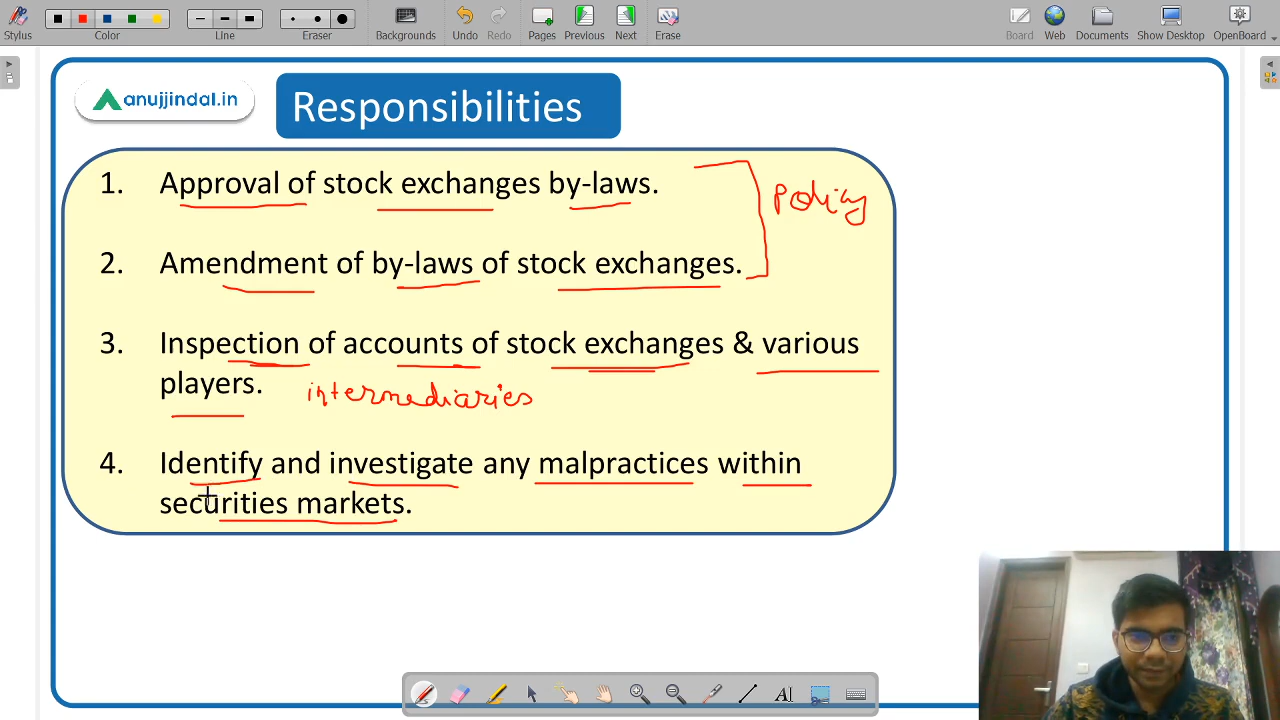 Stylus
Color
Line
Eraser
Backgrounds
Undo
Redo
Pages
Previous
Next
Erase
Board
Web
Documents
Show Desktop
OpenBoard
anujjindal.in
Responsibilities
1. Approval of stock exchanges by-laws.
Policy
2. Amendment of by-laws of stock exchanges.
3. Inspection of accounts of stock exchanges & various
players.
intermediaries
4. Identify and investigate any malpractices within
securities markets.
AI